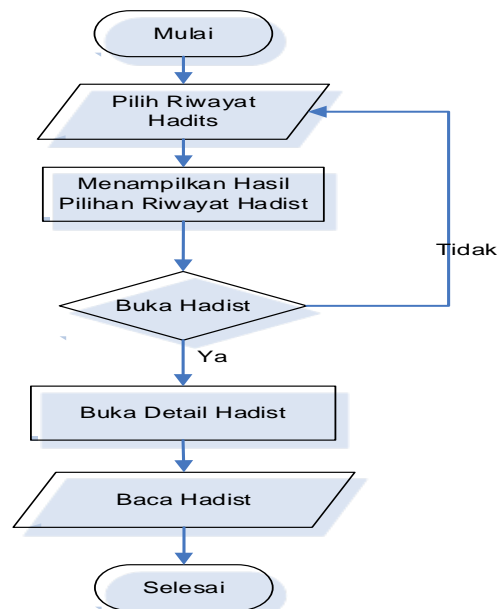 Mulai
Pilih Riwayat
Hadits
Menampilkan Hasil
Pilihan Riwayat Hadist
Tidak
Buka Hadist
Ya
Buka Detail Hadist
Baca Hadist
Selesai